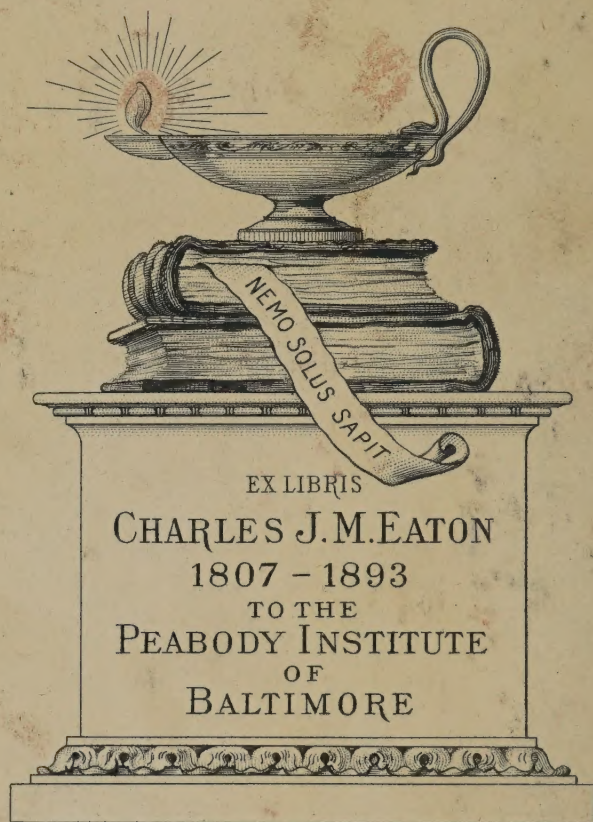 NEMO SOLUS SAPIT
EX LIBRIS
CHARLES J. M. EATON
1807 - 1893
TO THE
PEABODY INSTITUTE
OF
BALTIMORE